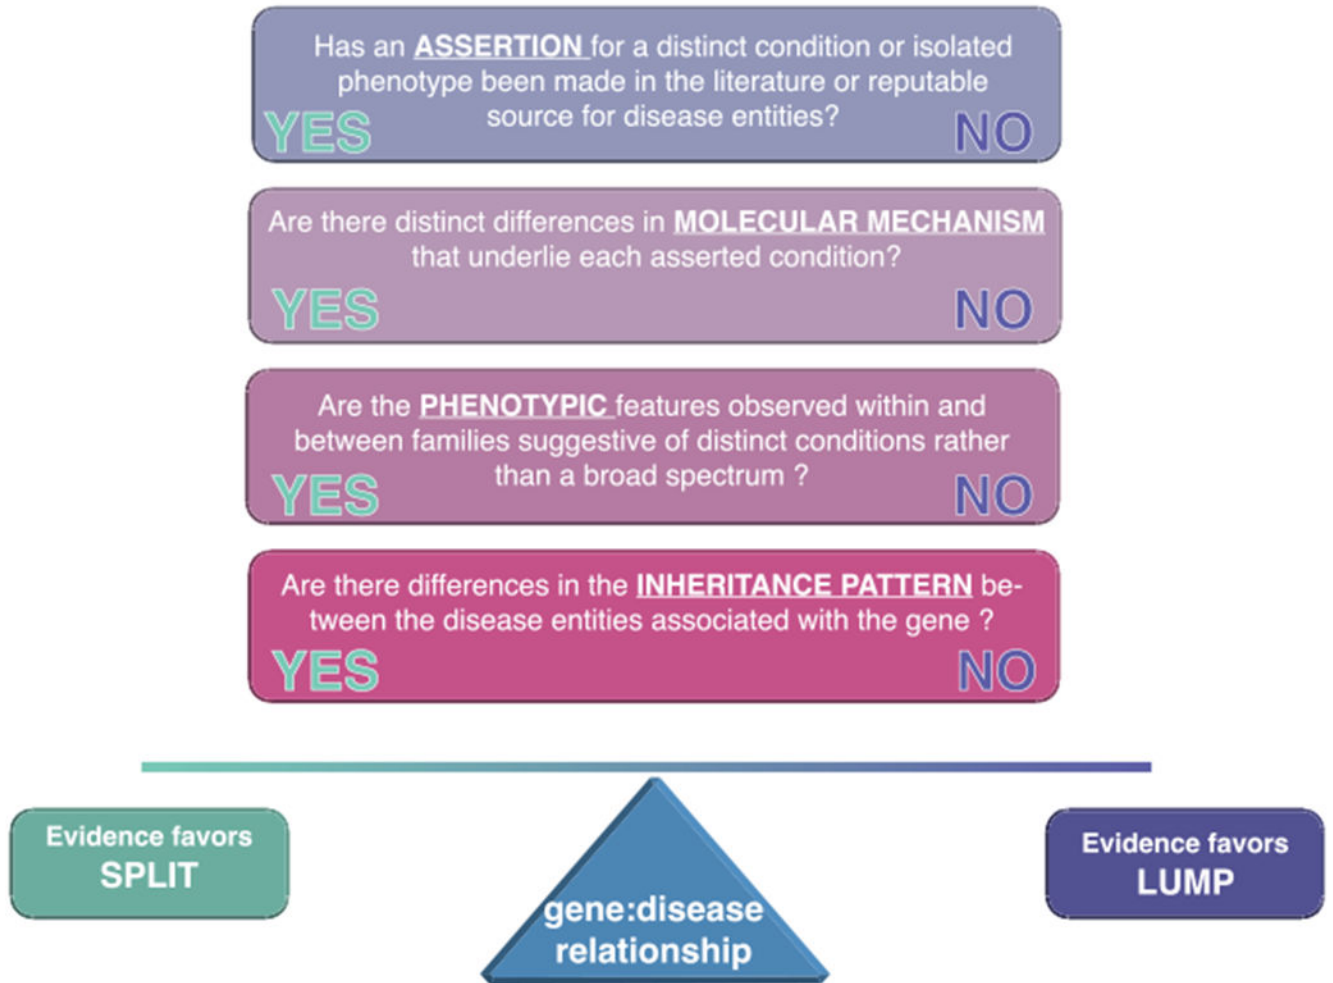 Has an ASSERTION for a distinct condition or isolated
phenotype been made in the literature or reputable
source for disease entities?
YES
NO
Are there distinct differences in MOLECULAR MECHANISM
that underlie each asserted condition?
YES
NO
Are the PHENOTYPIC features observed within and
between families suggestive of distinct conditions rather
than a broad spectrum ?
YES
NO
Are there differences in the INHERITANCE PATTERN be-
tween the disease entities associated with the gene ?
YES
NO
Evidence favors
SPLIT
gene:disease
relationship
Evidence favors
LUMP